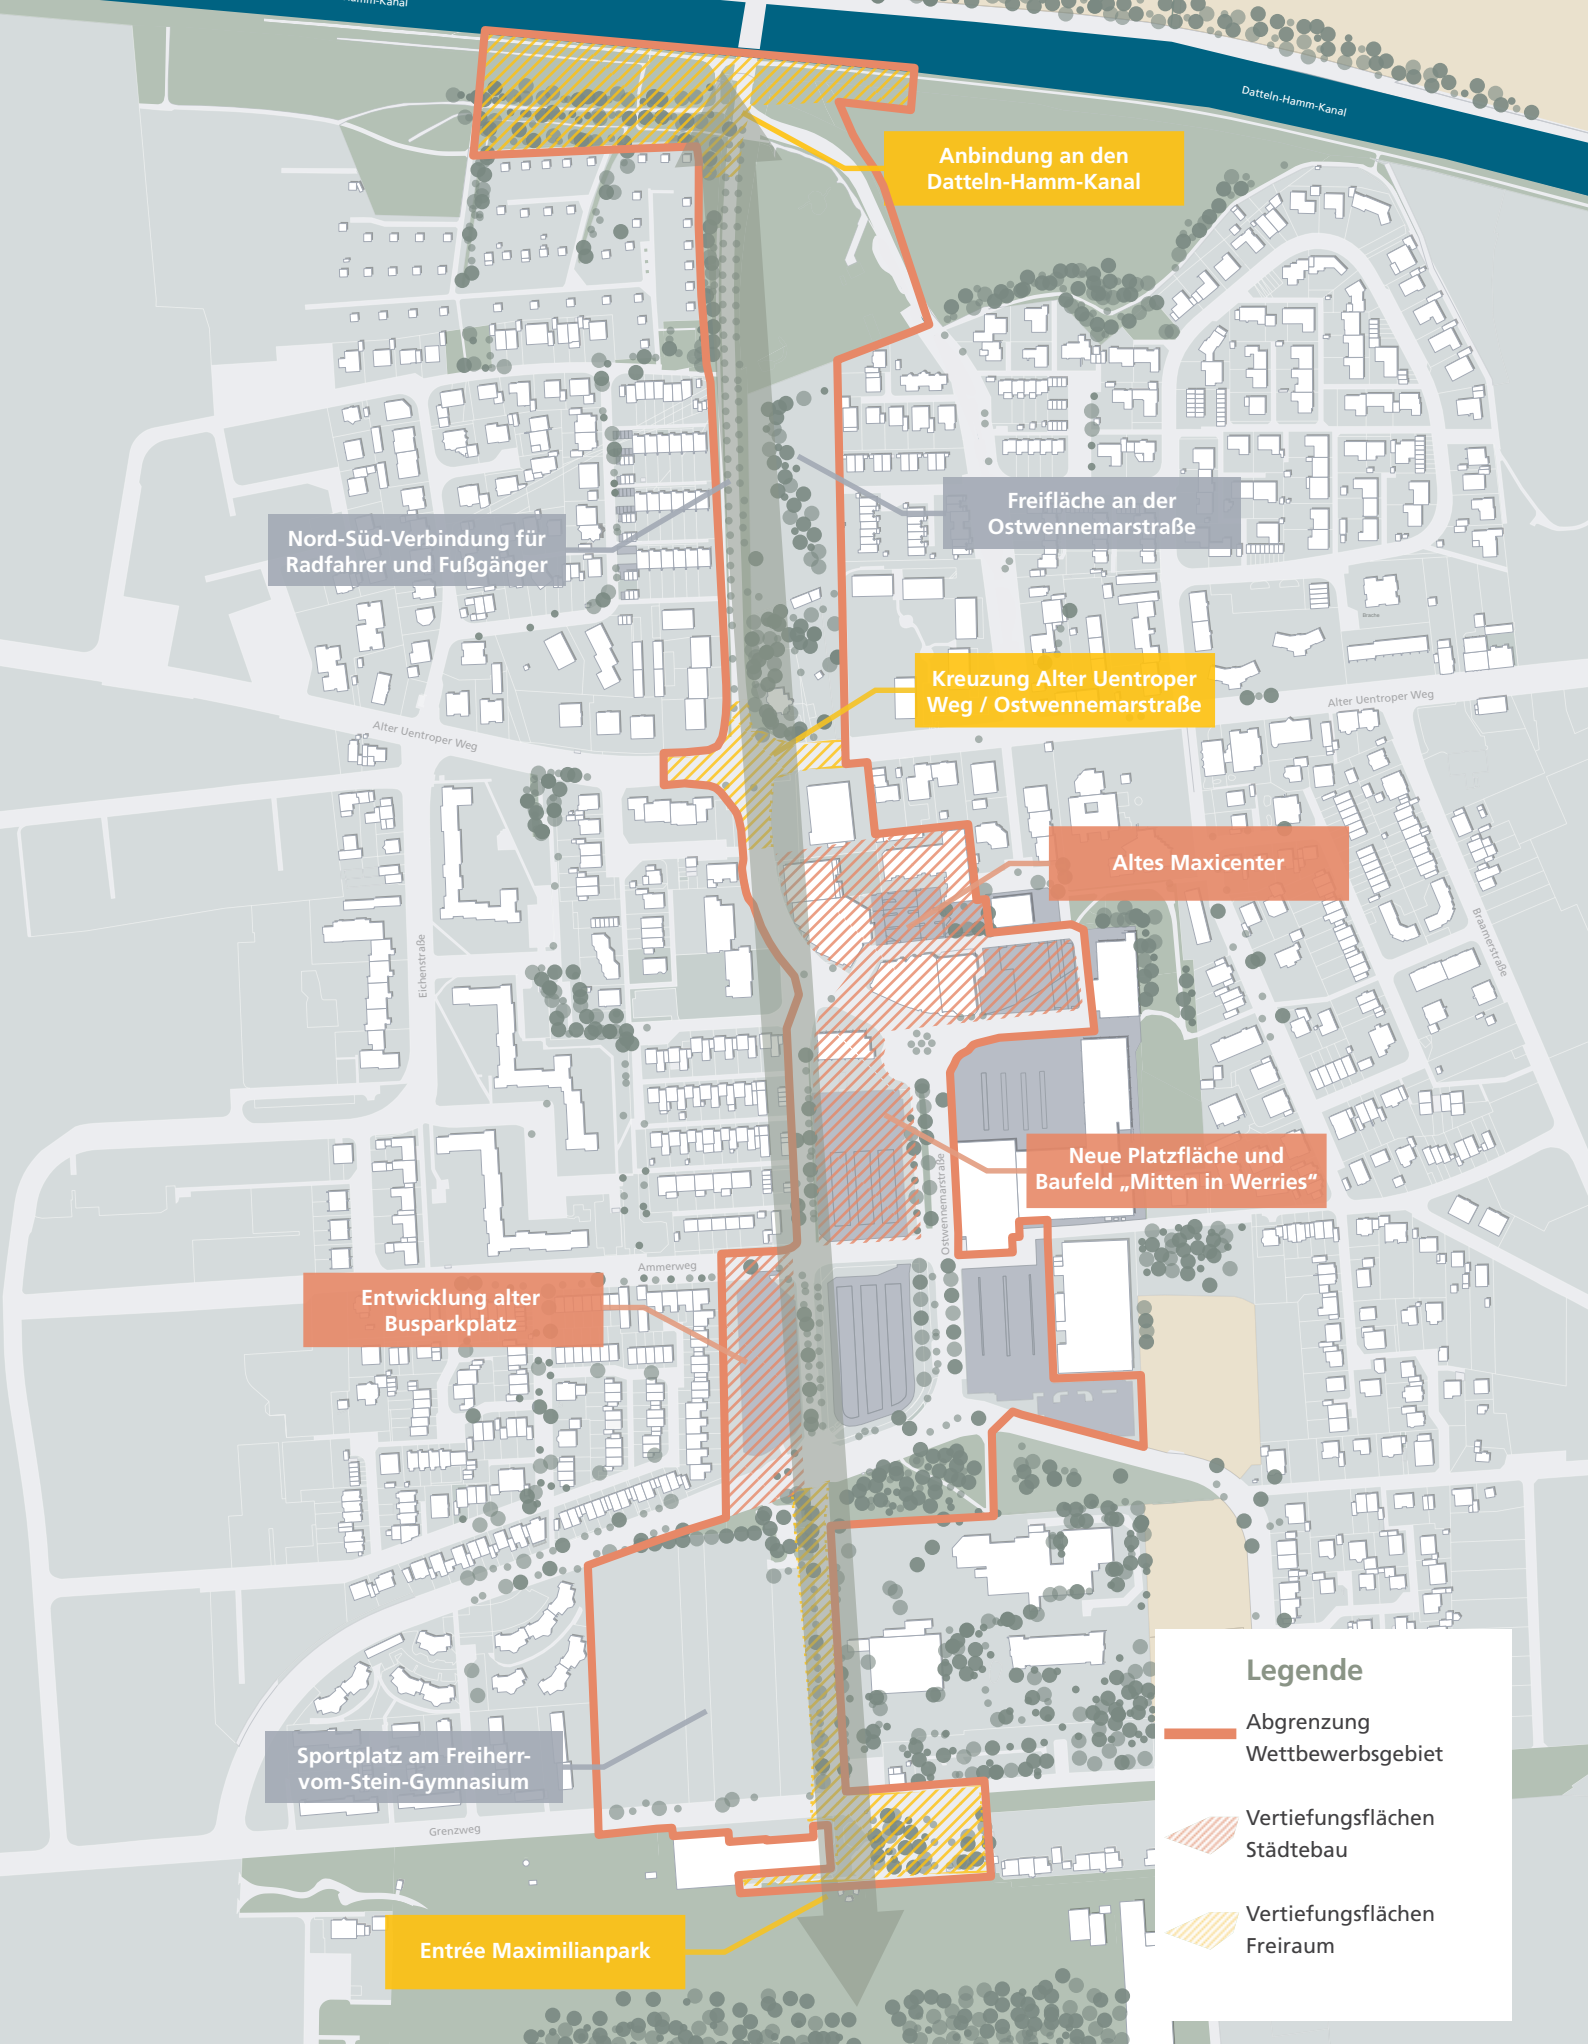 Datteln-Hamm-Kanal
Anbindung an den
Datteln-Hamm-Kanal
Freifläche an der
Ostwennemarstraße
Nord-Süd-Verbindung für
Radfahrer und Fußgänger
Kreuzung Alter Uentroper
Weg / Ostwennemarstraße
Alter Uentroper Weg
Alter Uentroper Weg
Altes Maxicenter
Eichenstraße
Braamerstraße
Neue Platzfläche und
Baufeld „Mitten in Werries“
Ostwennemarstraße
Ammerweg
Entwicklung alter
Busparkplatz
Sportplatz am Freiherr-
vom-Stein-Gymnasium
Grenzweg
Entrée Maximilianpark
Legende
Abgrenzung
Wettbewerbsgebiet
Vertiefungsflächen
Städtebau
Vertiefungsflächen
Freiraum